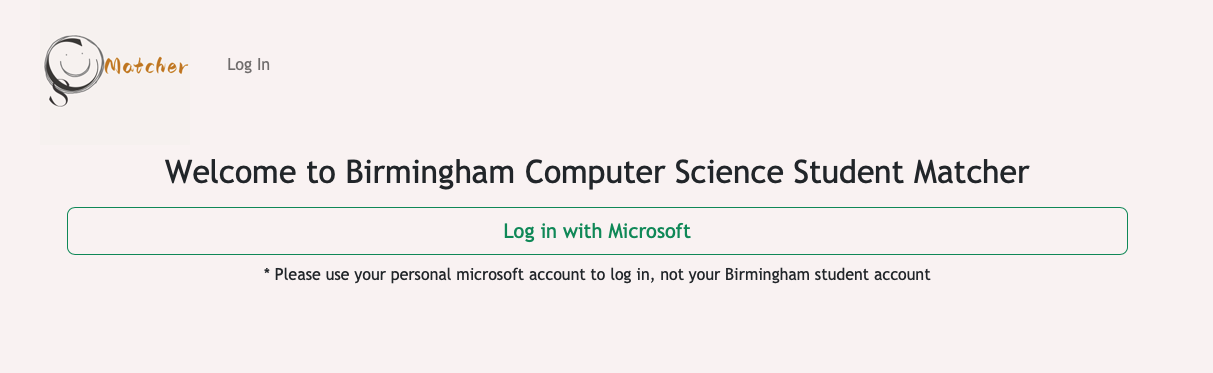 Matcher
Log In
Welcome to Birmingham Computer Science Student Matcher
Log in with Microsoft
* Please use your personal microsoft account to log in, not your Birmingham student account